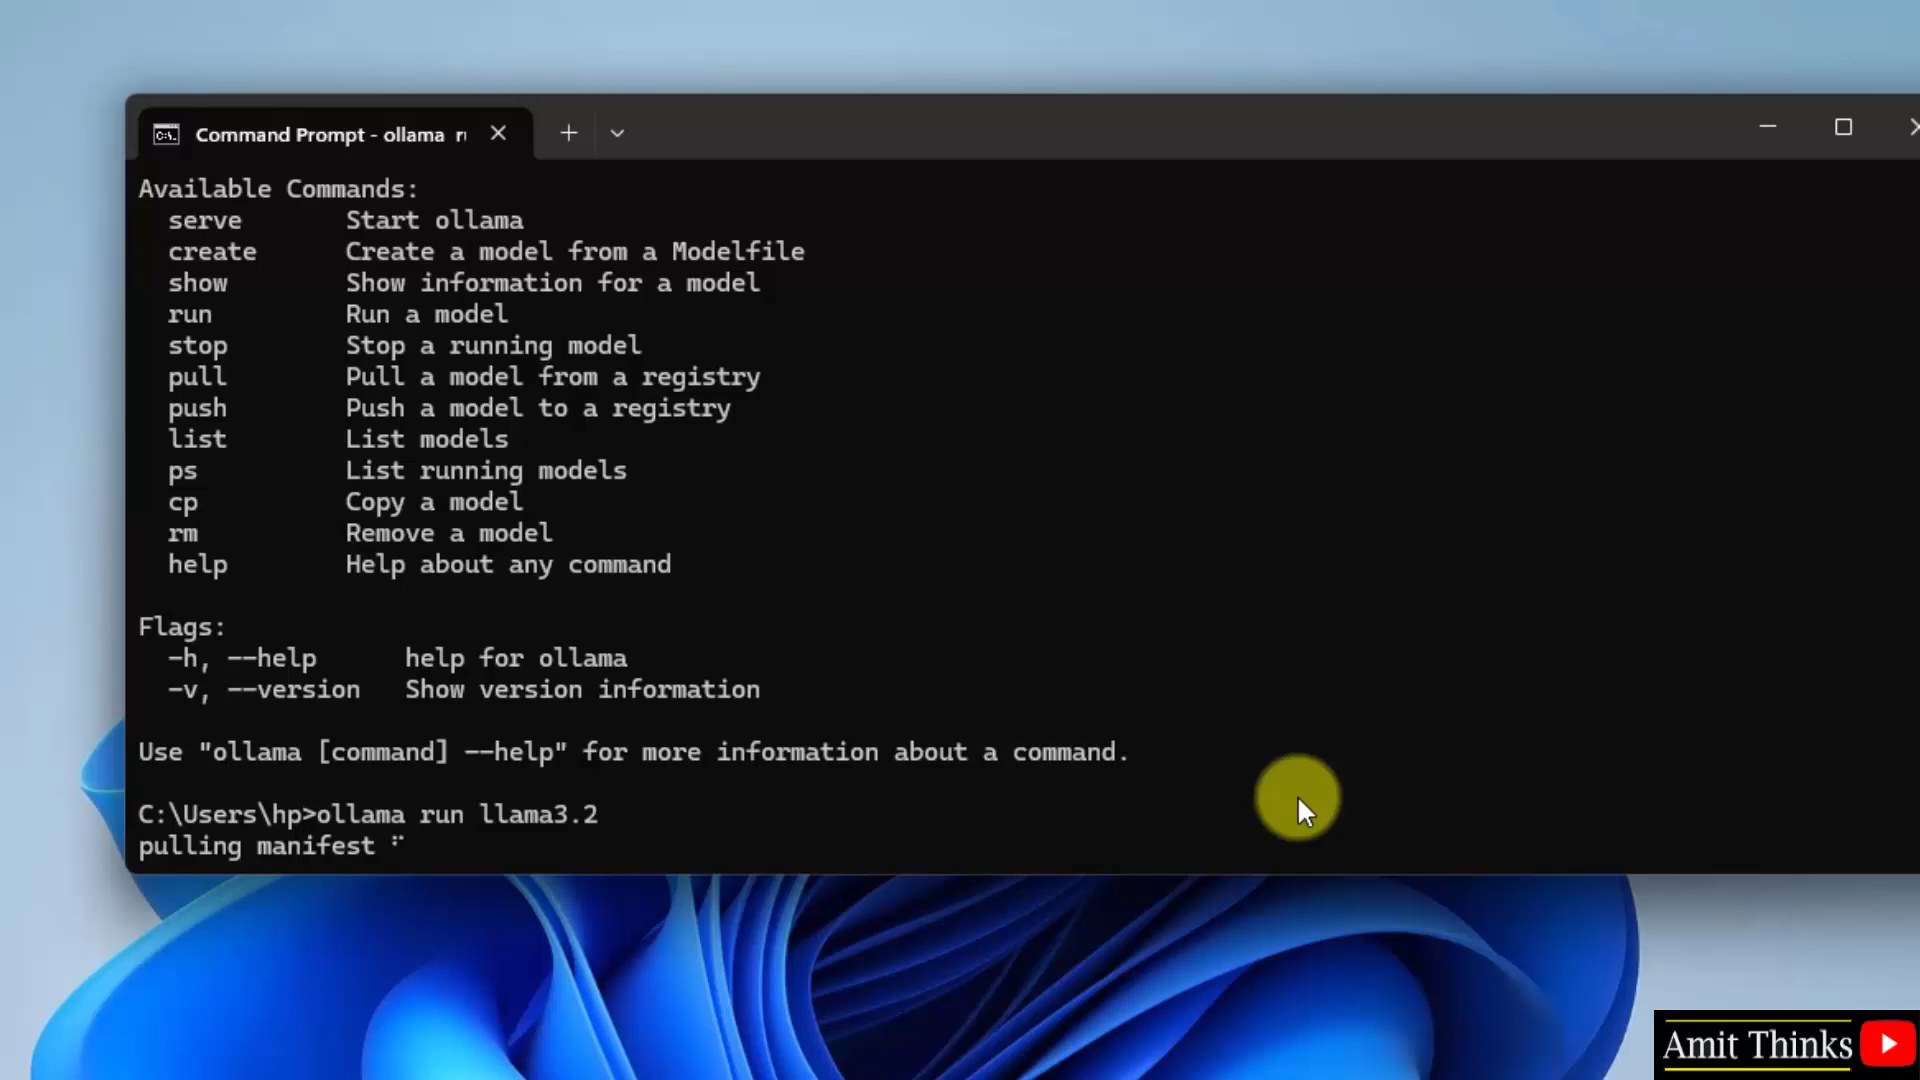 Command Prompt - ollama
Available Commands:
serve Start ollama
create Create a model from a Modelfile
show Show information for a model
run Run a model
stop Stop a running model
pull Pull a model from a registry
push Push a model to a registry
list List models
ps List running models
cp Copy a model
rm Remove a model
help Help about any command
Flags:
-h, --help help for ollama
-v, --version Show version information
Use "ollama [command] --help" for more information about a command.
C:\Users\hp>ollama run llama3.2
pulling manifest
Amit Thinks